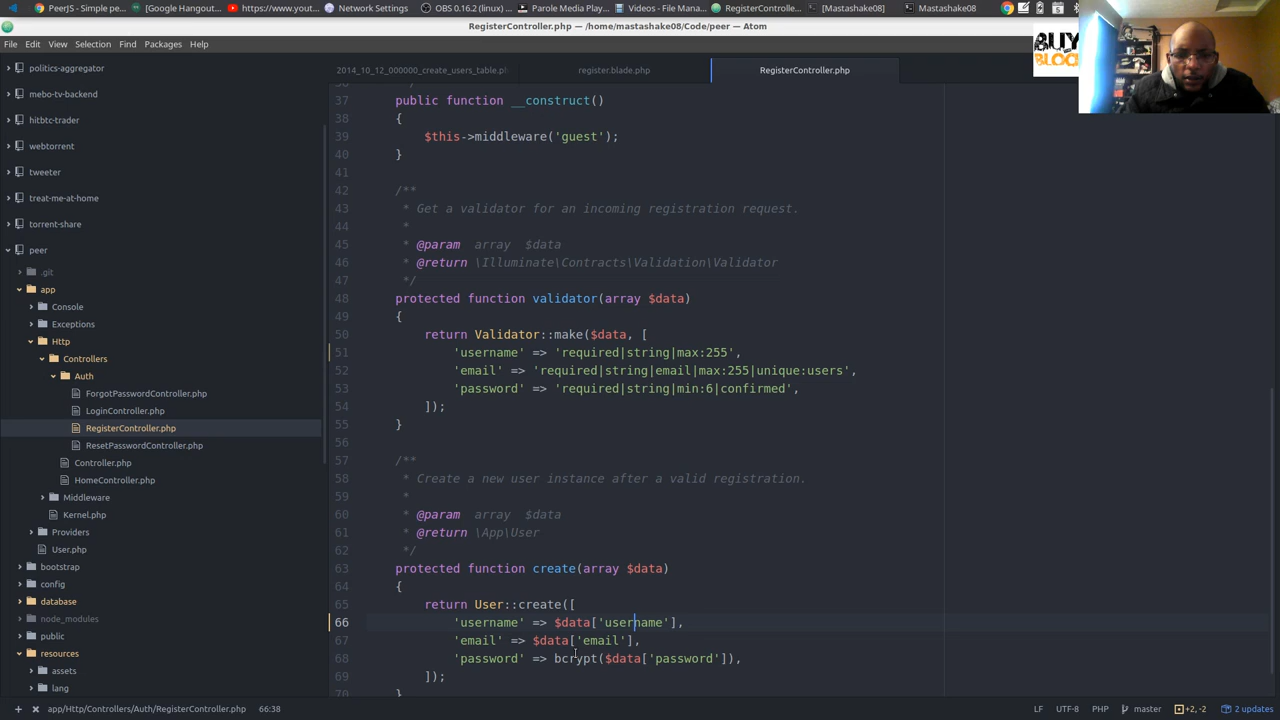 PeerJS - Simple pee
[Google Hangout
https://www.yout
Network Settings
OBS 0.16.2 (linux)
Parole Media Play
Videos - File Man
RegisterControlle
[Mastashake08]
Mastashake08
RegisterController.php — /home/mastashake08/Code/peer — Atom
File Edit View Selection Find Packages Help
BUY
BLOC
2014_10_12_000000_create_users_table.ph
register.blade.php
RegisterController.php
politics-aggregator
mebo-tv-backend
hitbtc-trader
webtorrent
tweeter
treat-me-at-home
torrent-share
peer
.git
app
Console
Exceptions
Http
Controllers
Auth
ForgotPasswordController.php
LoginController.php
RegisterController.php
ResetPasswordController.php
Controller.php
HomeController.php
Middleware
Kernel.php
Providers
User.php
bootstrap
config
database
node_modules
public
resources
assets
lang
36 */
37 public function __construct()
38 {
39 $this->middleware('guest');
40 }
41
42 /**
43 * Get a validator for an incoming registration request.
44 *
45 * @param array $data
46 * @return \Illuminate\Contracts\Validation\Validator
47 */
48 protected function validator(array $data)
49 {
50 return Validator::make($data, [
51 'username' => 'required|string|max:255',
52 'email' => 'required|string|email|max:255|unique:users',
53 'password' => 'required|string|min:6|confirmed',
54 ]);
55 }
56
57 /**
58 * Create a new user instance after a valid registration.
59 *
60 * @param array $data
61 * @return \App\User
62 */
63 protected function create(array $data)
64 {
65 return User::create([
66 'username' => $data['username'],
67 'email' => $data['email'],
68 'password' => bcrypt($data['password']),
69 ]);
70 }
app/Http/Controllers/Auth/RegisterController.php 66:38
LF UTF-8 PHP master +2, -2 2 updates